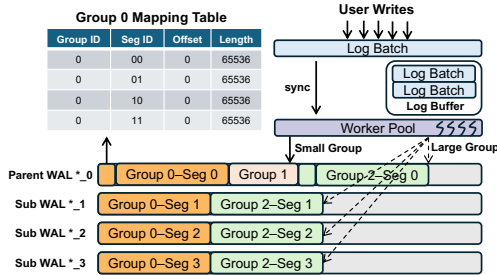 Group 0 Mapping Table
Group ID Seg ID Offset Length
0 00 0 65536
0 01 0 65536
0 10 0 65536
0 11 0 65536
User Writes
Log Batch
sync
Log Batch
Log Batch
Log Buffer
Worker Pool
Small Group
Large Group
Parent WAL *_0
Group 0–Seg 0
Group 1
Group 2–Seg 0
Sub WAL *_1
Group 0–Seg 1
Group 2–Seg 1
Sub WAL *_2
Group 0–Seg 2
Group 2–Seg 2
Sub WAL *_3
Group 0–Seg 3
Group 2–Seg 3